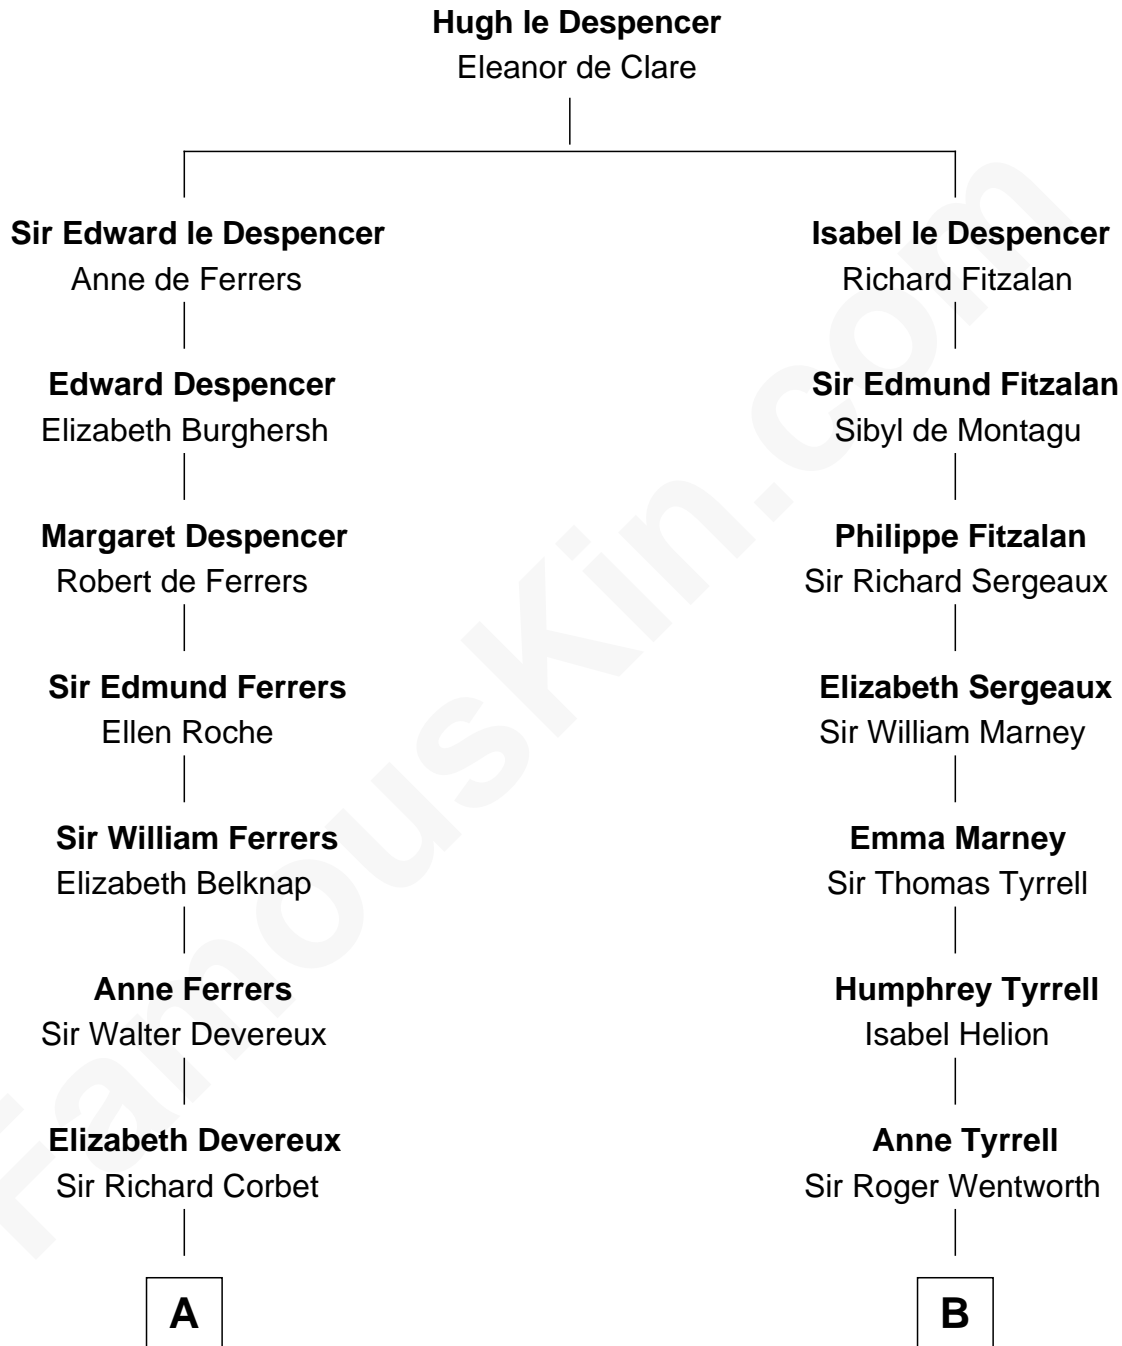 Hugh le Despencer
Eleanor de Clare
Sir Edward le Despencer
Anne de Ferrers
Isabel le Despencer
Richard Fitzalan
Edward Despencer
Elizabeth Burghersh
Sir Edmund Fitzalan
Sibyl de Montagu
Margaret Despencer
Robert de Ferrers
Philippe Fitzalan
Sir Richard Sergeaux
Sir Edmund Ferrers
Ellen Roche
Elizabeth Sergeaux
Sir William Marney
Sir William Ferrers
Elizabeth Belknap
Emma Marney
Sir Thomas Tyrrell
Anne Ferrers
Sir Walter Devereux
Humphrey Tyrrell
Isabel Helion
Elizabeth Devereux
Sir Richard Corbet
Anne Tyrrell
Sir Roger Wentworth
A
B
FamousKin.com